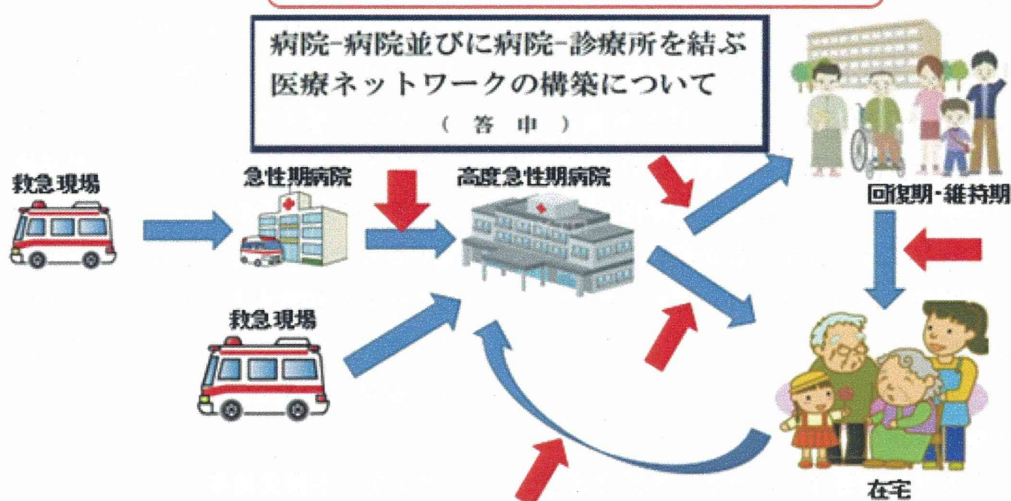 病院-病院並びに病院-診療所を結ぶ
医療ネットワークの構築について
( 答 申 )
救急現場
急性期病院
高度急性期病院
回復期・維持期
救急現場
在宅